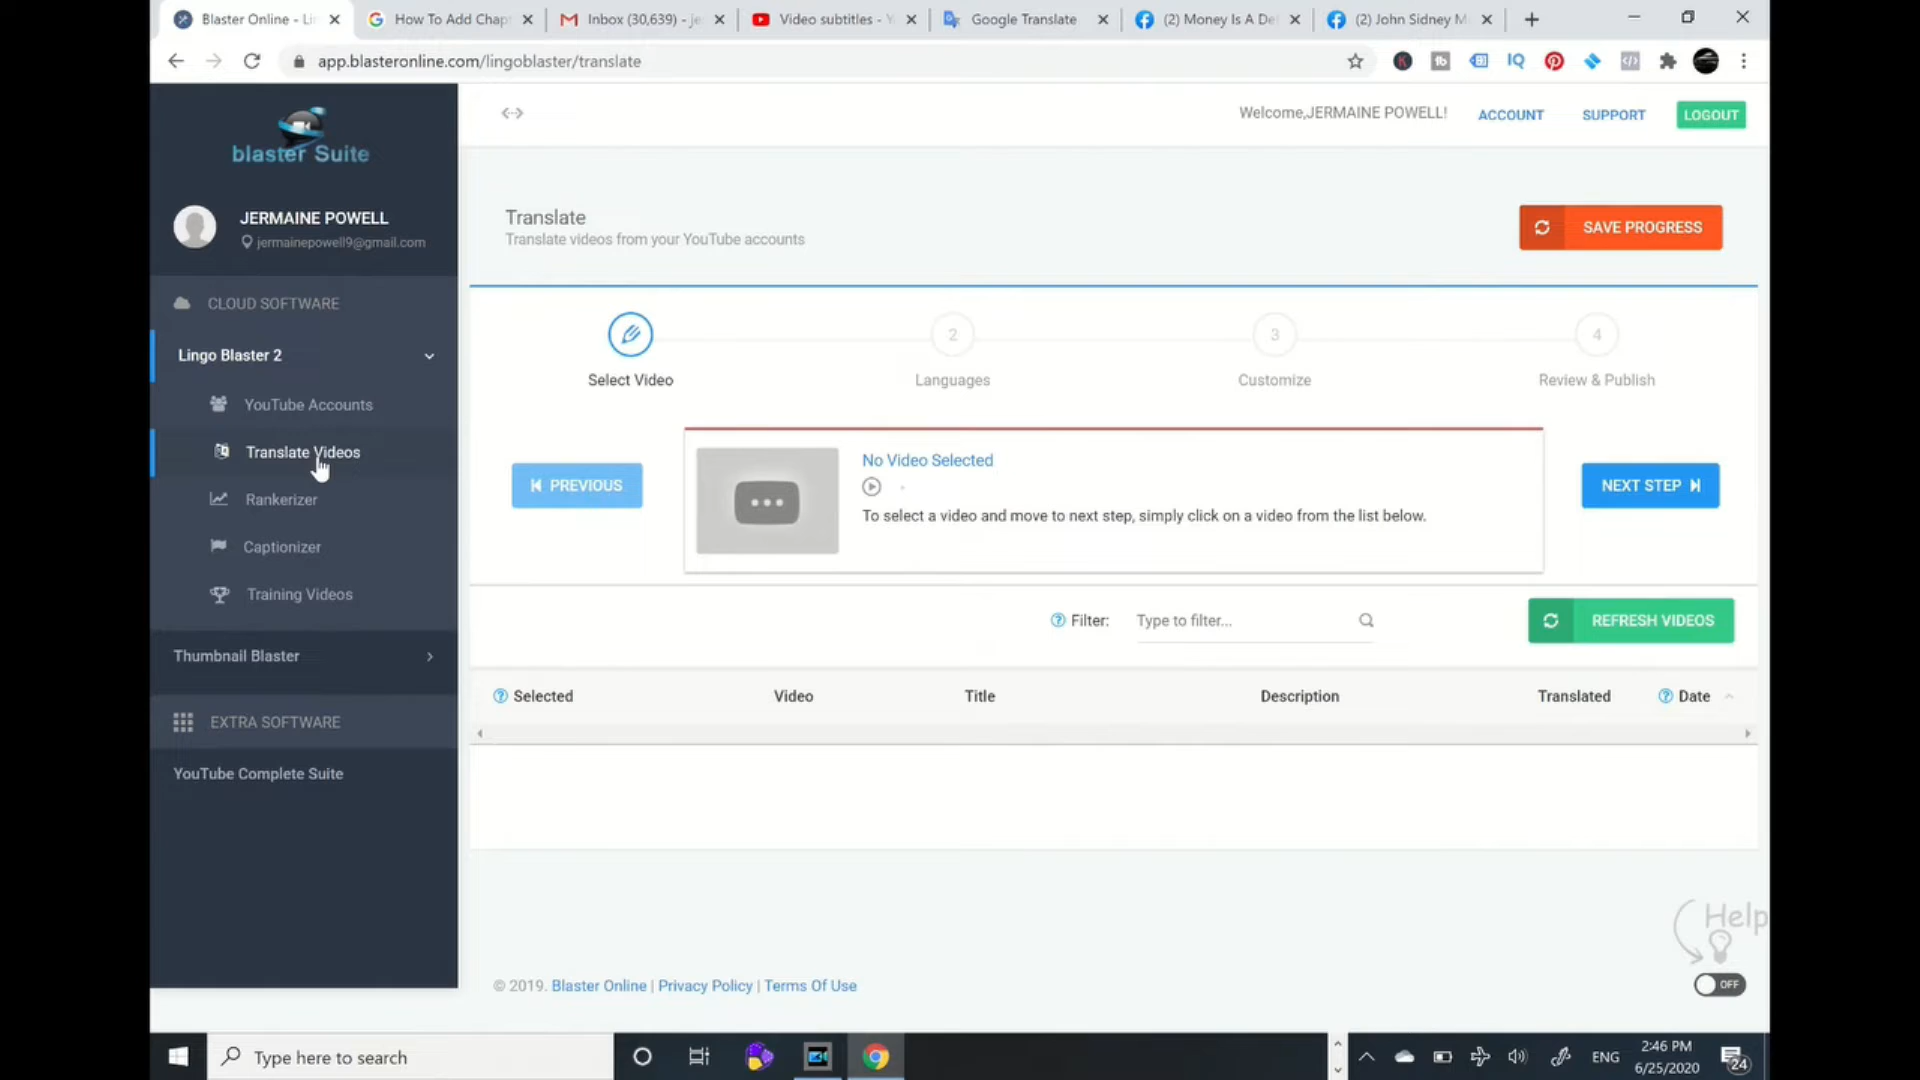 Blaster Online - Li
How To Add Chap
Inbox (30,639) - je
Video subtitles - Y
Google Translate
(2) Money Is A De
(2) John Sidney M
app.blasteronline.com/lingoblaster/translate
blaster Suite
JERMAINE POWELL
jermainepowell9@gmail.com
CLOUD SOFTWARE
Lingo Blaster 2
YouTube Accounts
Translate Videos
Rankerizer
Captionizer
Training Videos
Thumbnail Blaster
EXTRA SOFTWARE
YouTube Complete Suite
Welcome,JERMAINE POWELL!
ACCOUNT
SUPPORT
LOGOUT
Translate
Translate videos from your YouTube accounts
SAVE PROGRESS
2
3
4
Select Video
Languages
Customize
Review & Publish
PREVIOUS
No Video Selected
-
To select a video and move to next step, simply click on a video from the list below.
NEXT STEP
Filter:
Type to filter...
REFRESH VIDEOS
Selected
Video
Title
Description
Translated
Date
Help
OFF
© 2019. Blaster Online | Privacy Policy | Terms Of Use
Type here to search
ENG
2:46 PM
6/25/2020
24